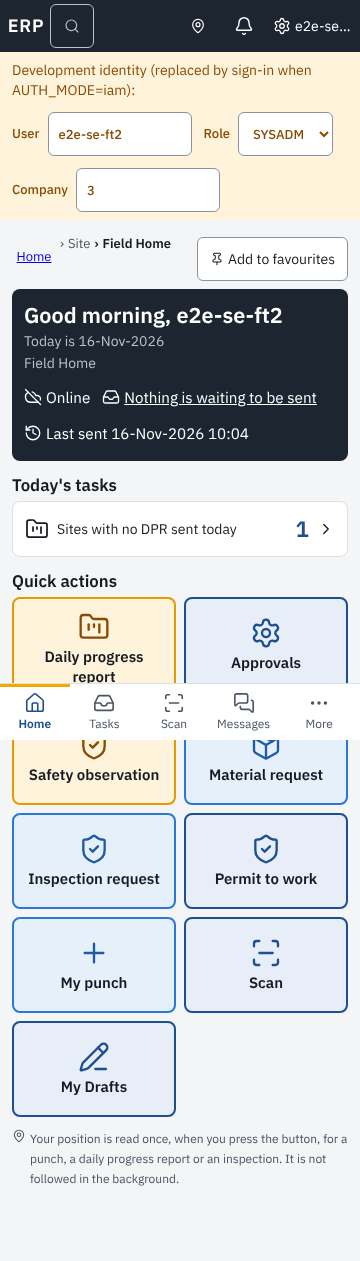 ERP
e2e-se...
Development identity (replaced by sign-in when
AUTH_MODE=iam):
User e2e-se-ft2 Role SYSADM
Company 3
Home › Site › Field Home
Add to favourites
Good morning, e2e-se-ft2
Today is 16-Nov-2026
Field Home
Online Nothing is waiting to be sent
Last sent 16-Nov-2026 10:04
Today's tasks
Sites with no DPR sent today 1
Quick actions
Daily progress
report
Approvals
Home Tasks Scan Messages More
Safety observation Material request
Inspection request Permit to work
My punch Scan
My Drafts
Your position is read once, when you press the button, for a
punch, a daily progress report or an inspection. It is not
followed in the background.